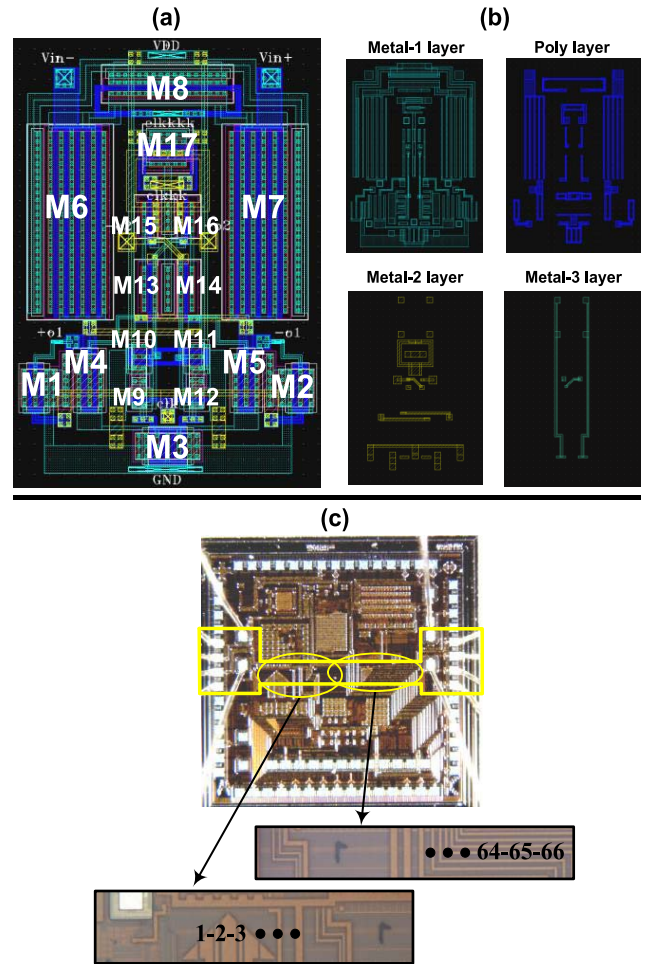 (a)
(b)
VDD
Vin-
Vin+
M8
clkkkk
M17
clkkk
M6
M7
M15
M16
M13
M14
+o1
-o1
M10
M11
M4
M5
M1
M2
M9
M12
M3
GND
Metal-1 layer
Poly layer
Metal-2 layer
Metal-3 layer
(c)
••• 64-65-66
1-2-3 •••